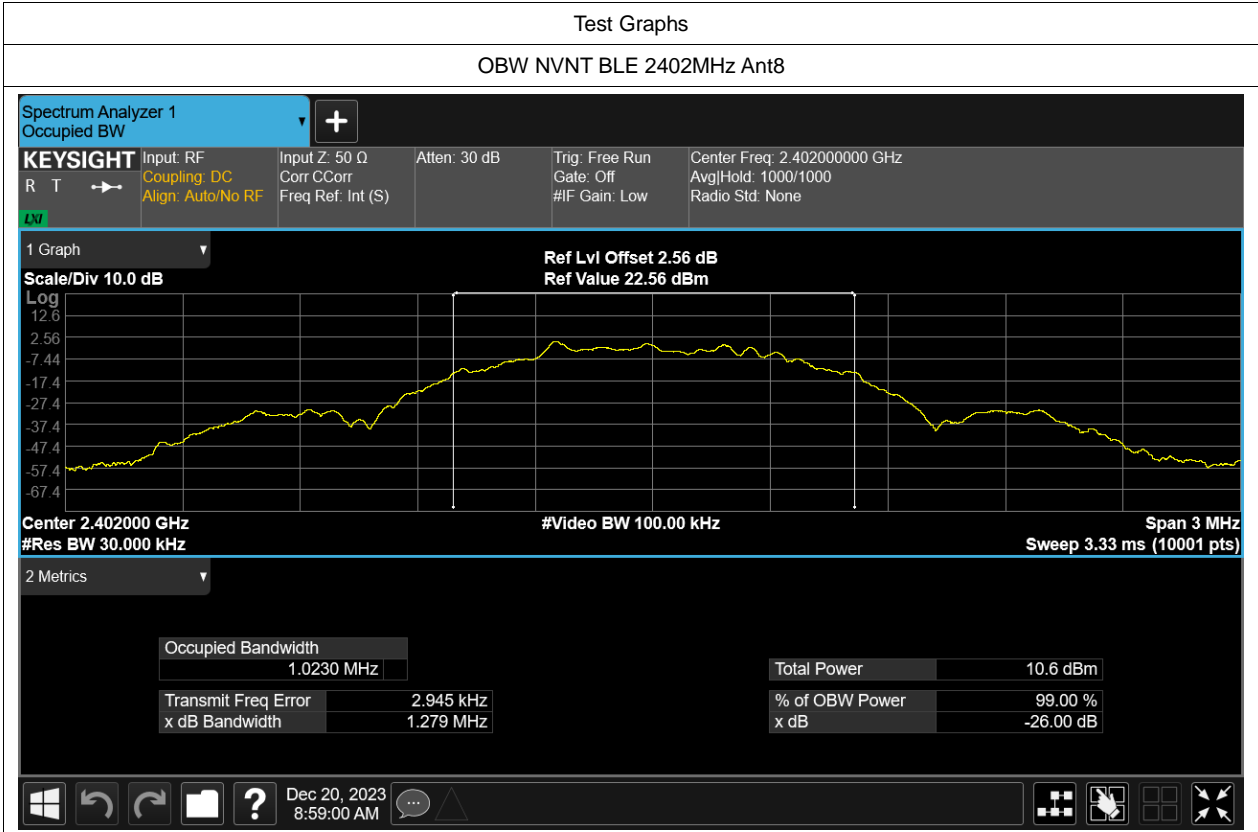 Test Graphs
OBW NVNT BLE 2402MHz Ant8
Spectrum Analyzer 1
Occupied BW
KEYSIGHT
R T
LXI
Input: RF
Coupling: DC
Align: Auto/No RF
Input Z: 50 Ω
Corr CCorr
Freq Ref: Int (S)
Atten: 30 dB
Trig: Free Run
Gate: Off
#IF Gain: Low
Center Freq: 2.402000000 GHz
Avg|Hold: 1000/1000
Radio Std: None
1 Graph
Ref Lvl Offset 2.56 dB
Scale/Div 10.0 dB
Ref Value 22.56 dBm
Log
12.6
2.56
-7.44
-17.4
-27.4
-37.4
-47.4
-57.4
-67.4
Center 2.402000 GHz
#Video BW 100.00 kHz
Span 3 MHz
#Res BW 30.000 kHz
Sweep 3.33 ms (10001 pts)
2 Metrics
Occupied Bandwidth
1.0230 MHz
Total Power 10.6 dBm
Transmit Freq Error 2.945 kHz
% of OBW Power 99.00 %
x dB Bandwidth 1.279 MHz
x dB -26.00 dB
?
Dec 20, 2023
8:59:00 AM